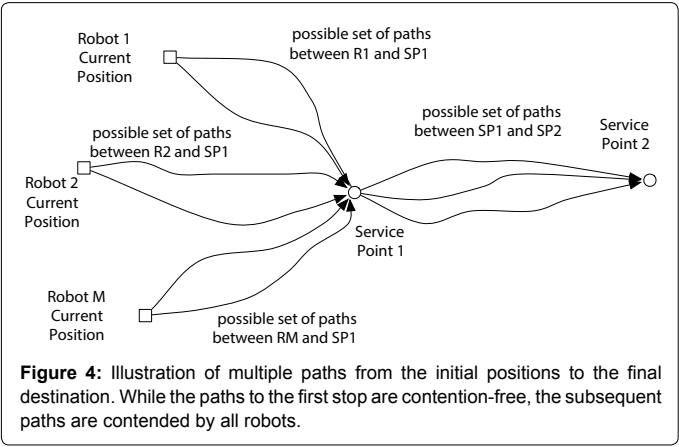 Robot 1
Current
Position
possible set of paths
between R1 and SP1
possible set of paths
between R2 and SP1
possible set of paths
between SP1 and SP2
Service
Point 2
Robot 2
Current
Position
Service
Point 1
Robot M
Current
Position
possible set of paths
between RM and SP1
Figure 4: Illustration of multiple paths from the initial positions to the final
destination. While the paths to the first stop are contention-free, the subsequent
paths are contended by all robots.